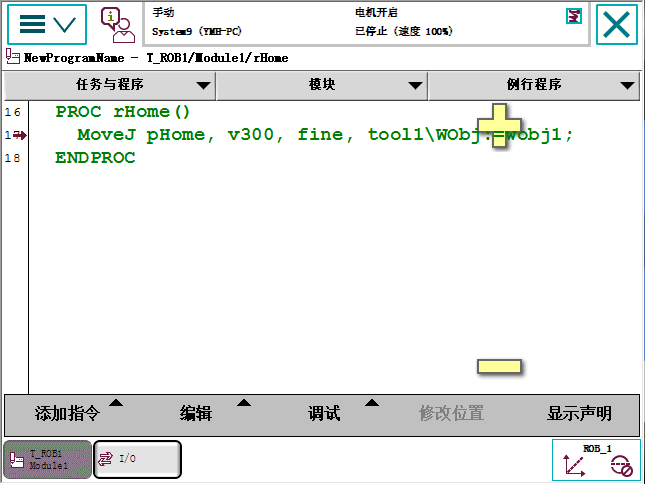 手动
电机开启
System9 (YMH-PC)
已停止 (速度 100%)
NewProgramName - T_ROB1/Module1/rHome
任务与程序
模块
例行程序
16 PROC rHome()
17 MoveJ pHome, v300, fine, tool1\WObj:=wobj1;
18 ENDPROC
添加指令
编辑
调试
修改位置
显示声明
T_ROB1
Module1
I/O
ROB_1